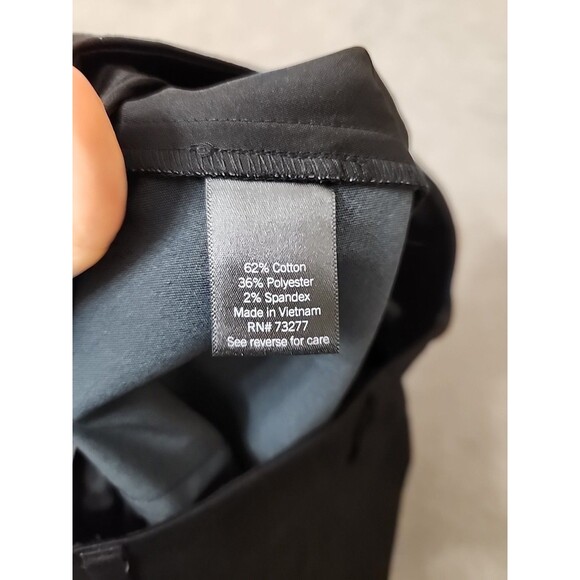 62% Cotton
36% Polyester
2% Spandex
Made in Vietnam
RN# 73277
See reverse for care